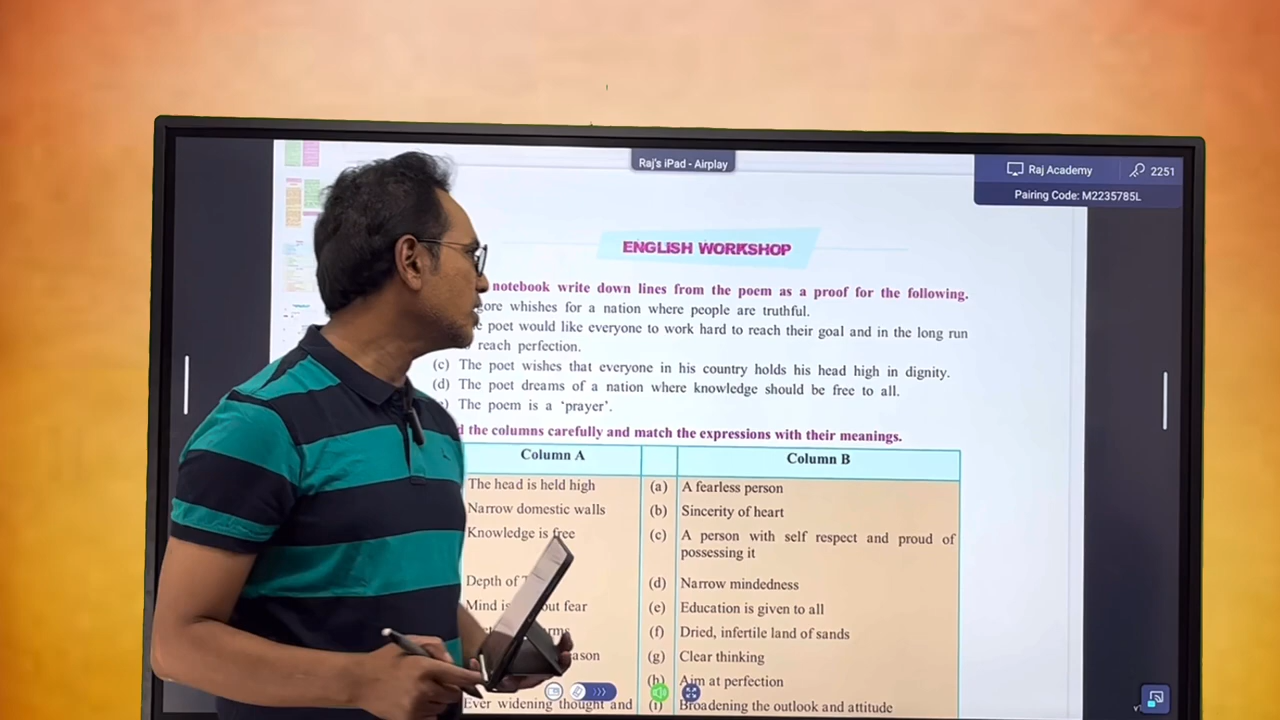 Raj's iPad - Airplay
Raj Academy
2251
Pairing Code: M2235785L
ENGLISH WORKSHOP
notebook write down lines from the poem as a proof for the following.
gore whishes for a nation where people are truthful.
poet would like everyone to work hard to reach their goal and in the long run
reach perfection.
(c) The poet wishes that everyone in his country holds his head high in dignity.
(d) The poet dreams of a nation where knowledge should be free to all.
) The poem is a 'prayer'.
d the columns carefully and match the expressions with their meanings.
Column A Column B
The head is held high (a) A fearless person
Narrow domestic walls (b) Sincerity of heart
Knowledge is free (c) A person with self respect and proud of
possessing it
Depth of (d) Narrow mindedness
Mind is out fear (e) Education is given to all
rms (f) Dried, infertile land of sands
ason (g) Clear thinking
(h) Aim at perfection
Ever widening thought and (i) Broadening the outlook and attitude